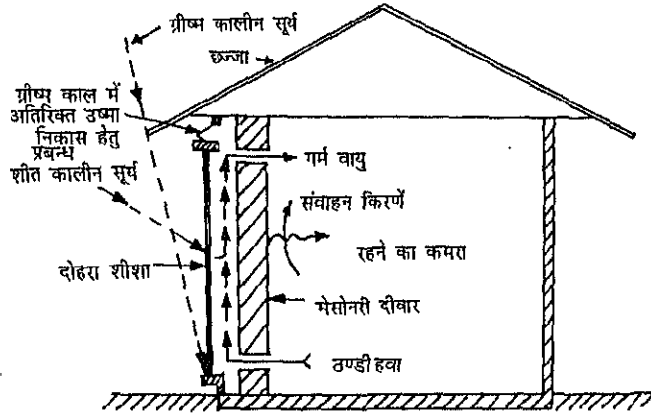 ग्रीष्म कालीन सूर्य
छज्जा
ग्रीष्म काल में
अतिरिक्त उष्मा
निकास हेतु
प्रबन्ध
शीत कालीन सूर्य
दोहरा शीशा
गर्म वायु
संवाहन किरणें
रहने का कमरा
मेसोनरी दीवार
ठण्डी हवा